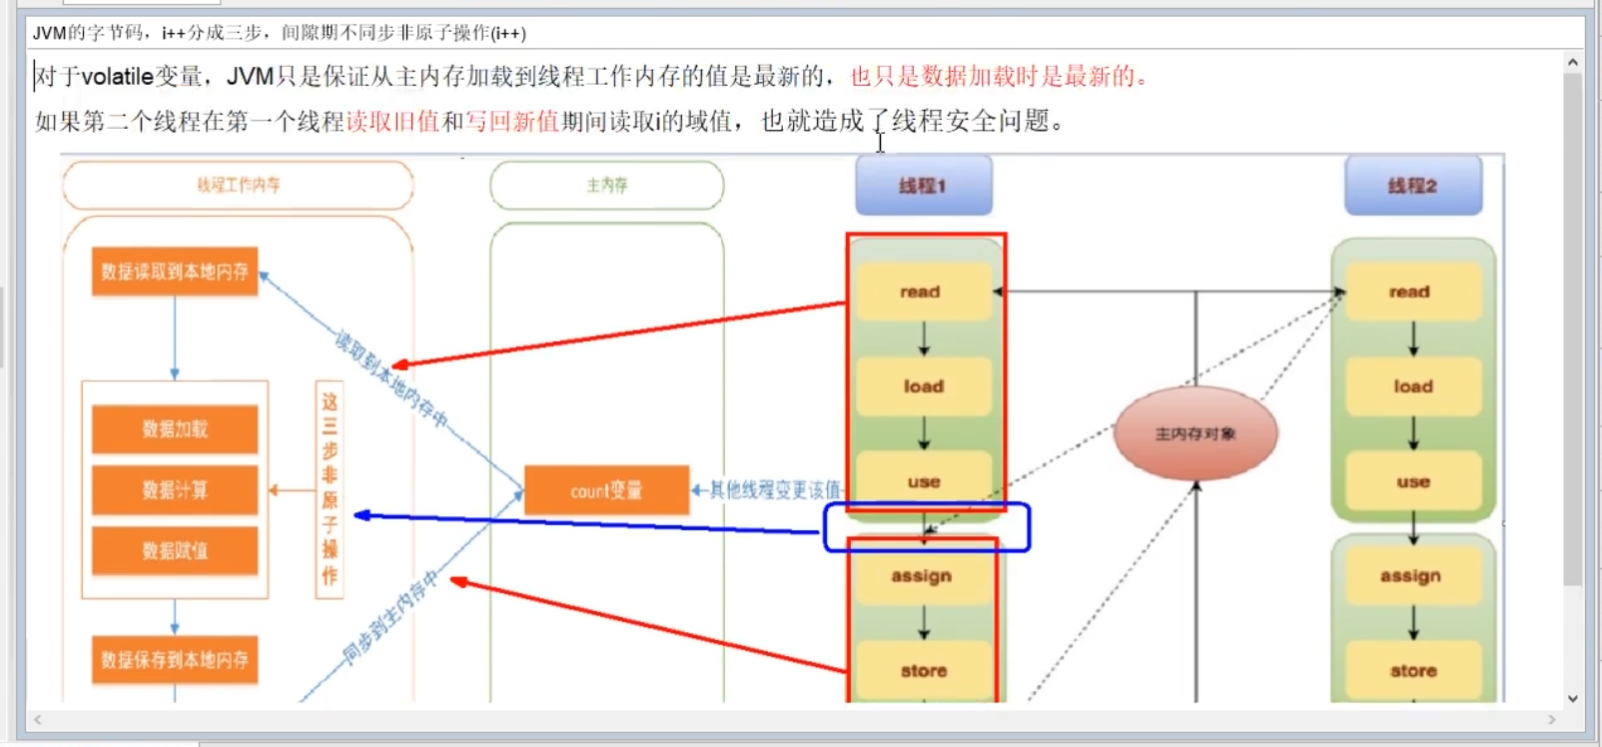 JVM的字节码，i++分成三步，间隙期不同步非原子操作(i++)
对于volatile变量，JVM只是保证从主内存加载到线程工作内存的值是最新的，也只是数据加载时是最新的。
如果第二个线程在第一个线程读取旧值和写回新值期间读取i的域值，也就造成了线程安全问题。
线程工作内存
主内存
线程1
线程2
数据读取到本地内存
读取到本地内存中
read
read
load
load
这三步非原子操作
数据加载
数据计算
数据赋值
count变量
其他线程变更该值
主内存对象
use
use
assign
assign
同步到主内存中
数据保存到本地内存
store
store